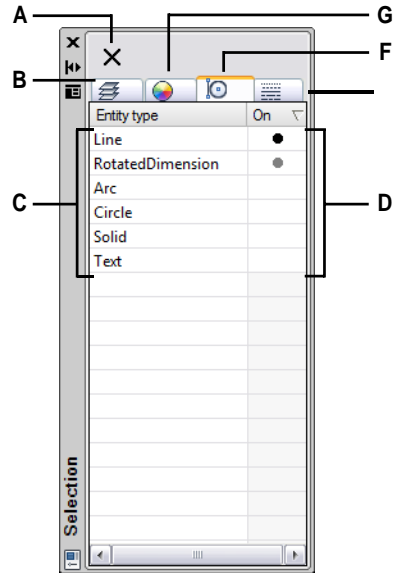 A
G
F
B
Entity type On
Line
RotatedDimension
Arc
C
D
Circle
Solid
Text
Selection